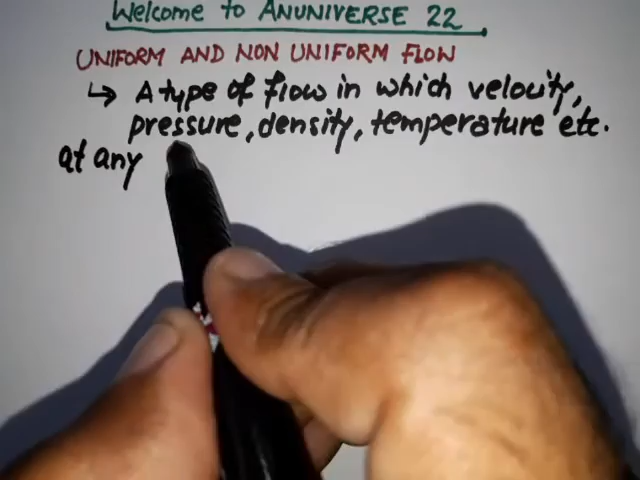 Welcome to ANUNIVERSE 22
UNIFORM AND NON UNIFORM FLOW
↳ A type of flow in which velocity,
pressure, density, temperature etc.
at any